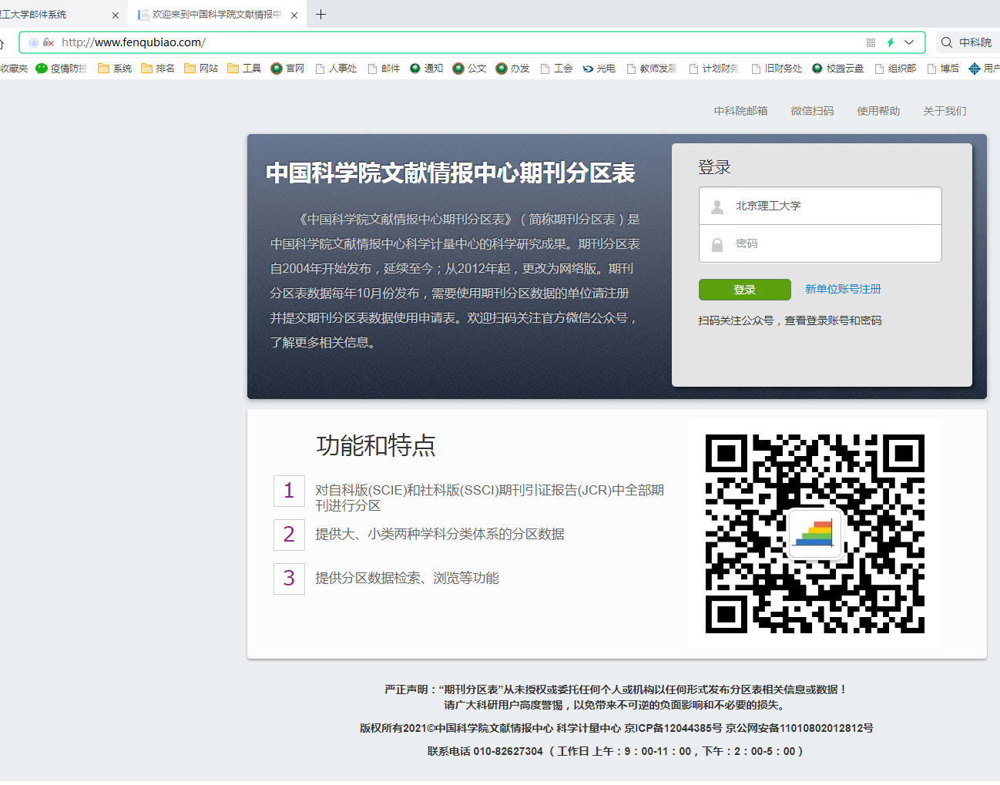 理工大学邮件系统
欢迎来到中国科学院文献情报中
http://www.fenqubiao.com/
中科院
收藏夹 疫情防控 系统 排名 网站 工具 官网 人事处 邮件 通知 公文 办发 工会 光电 教师发展 计划财务 旧财务处 校园云盘 组织部 博后 用户
中科院邮箱 微信扫码 使用帮助 关于我们
中国科学院文献情报中心期刊分区表
《中国科学院文献情报中心期刊分区表》（简称期刊分区表）是
中国科学院文献情报中心科学计量中心的科学研究成果。期刊分区表
自2004年开始发布，延续至今；从2012年起，更改为网络版。期刊
分区表数据每年10月份发布，需要使用期刊分区数据的单位请注册
并提交期刊分区表数据使用申请表。欢迎扫码关注官方微信公众号，
了解更多相关信息。
登录
北京理工大学
密码
登录 新单位账号注册
扫码关注公众号，查看登录账号和密码
功能和特点
1 对自科版(SCIE)和社科版(SSCI)期刊引证报告(JCR)中全部期
刊进行分区
2 提供大、小类两种学科分类体系的分区数据
3 提供分区数据检索、浏览等功能
严正声明：“期刊分区表”从未授权或委托任何个人或机构以任何形式发布分区表相关信息或数据！
请广大科研用户高度警惕，以免带来不可逆的负面影响和不必要的损失。
版权所有2021©中国科学院文献情报中心 科学计量中心 京ICP备12044385号 京公网安备11010802012812号
联系电话 010-82627304 （工作日 上午：9：00-11：00，下午：2：00-5：00）